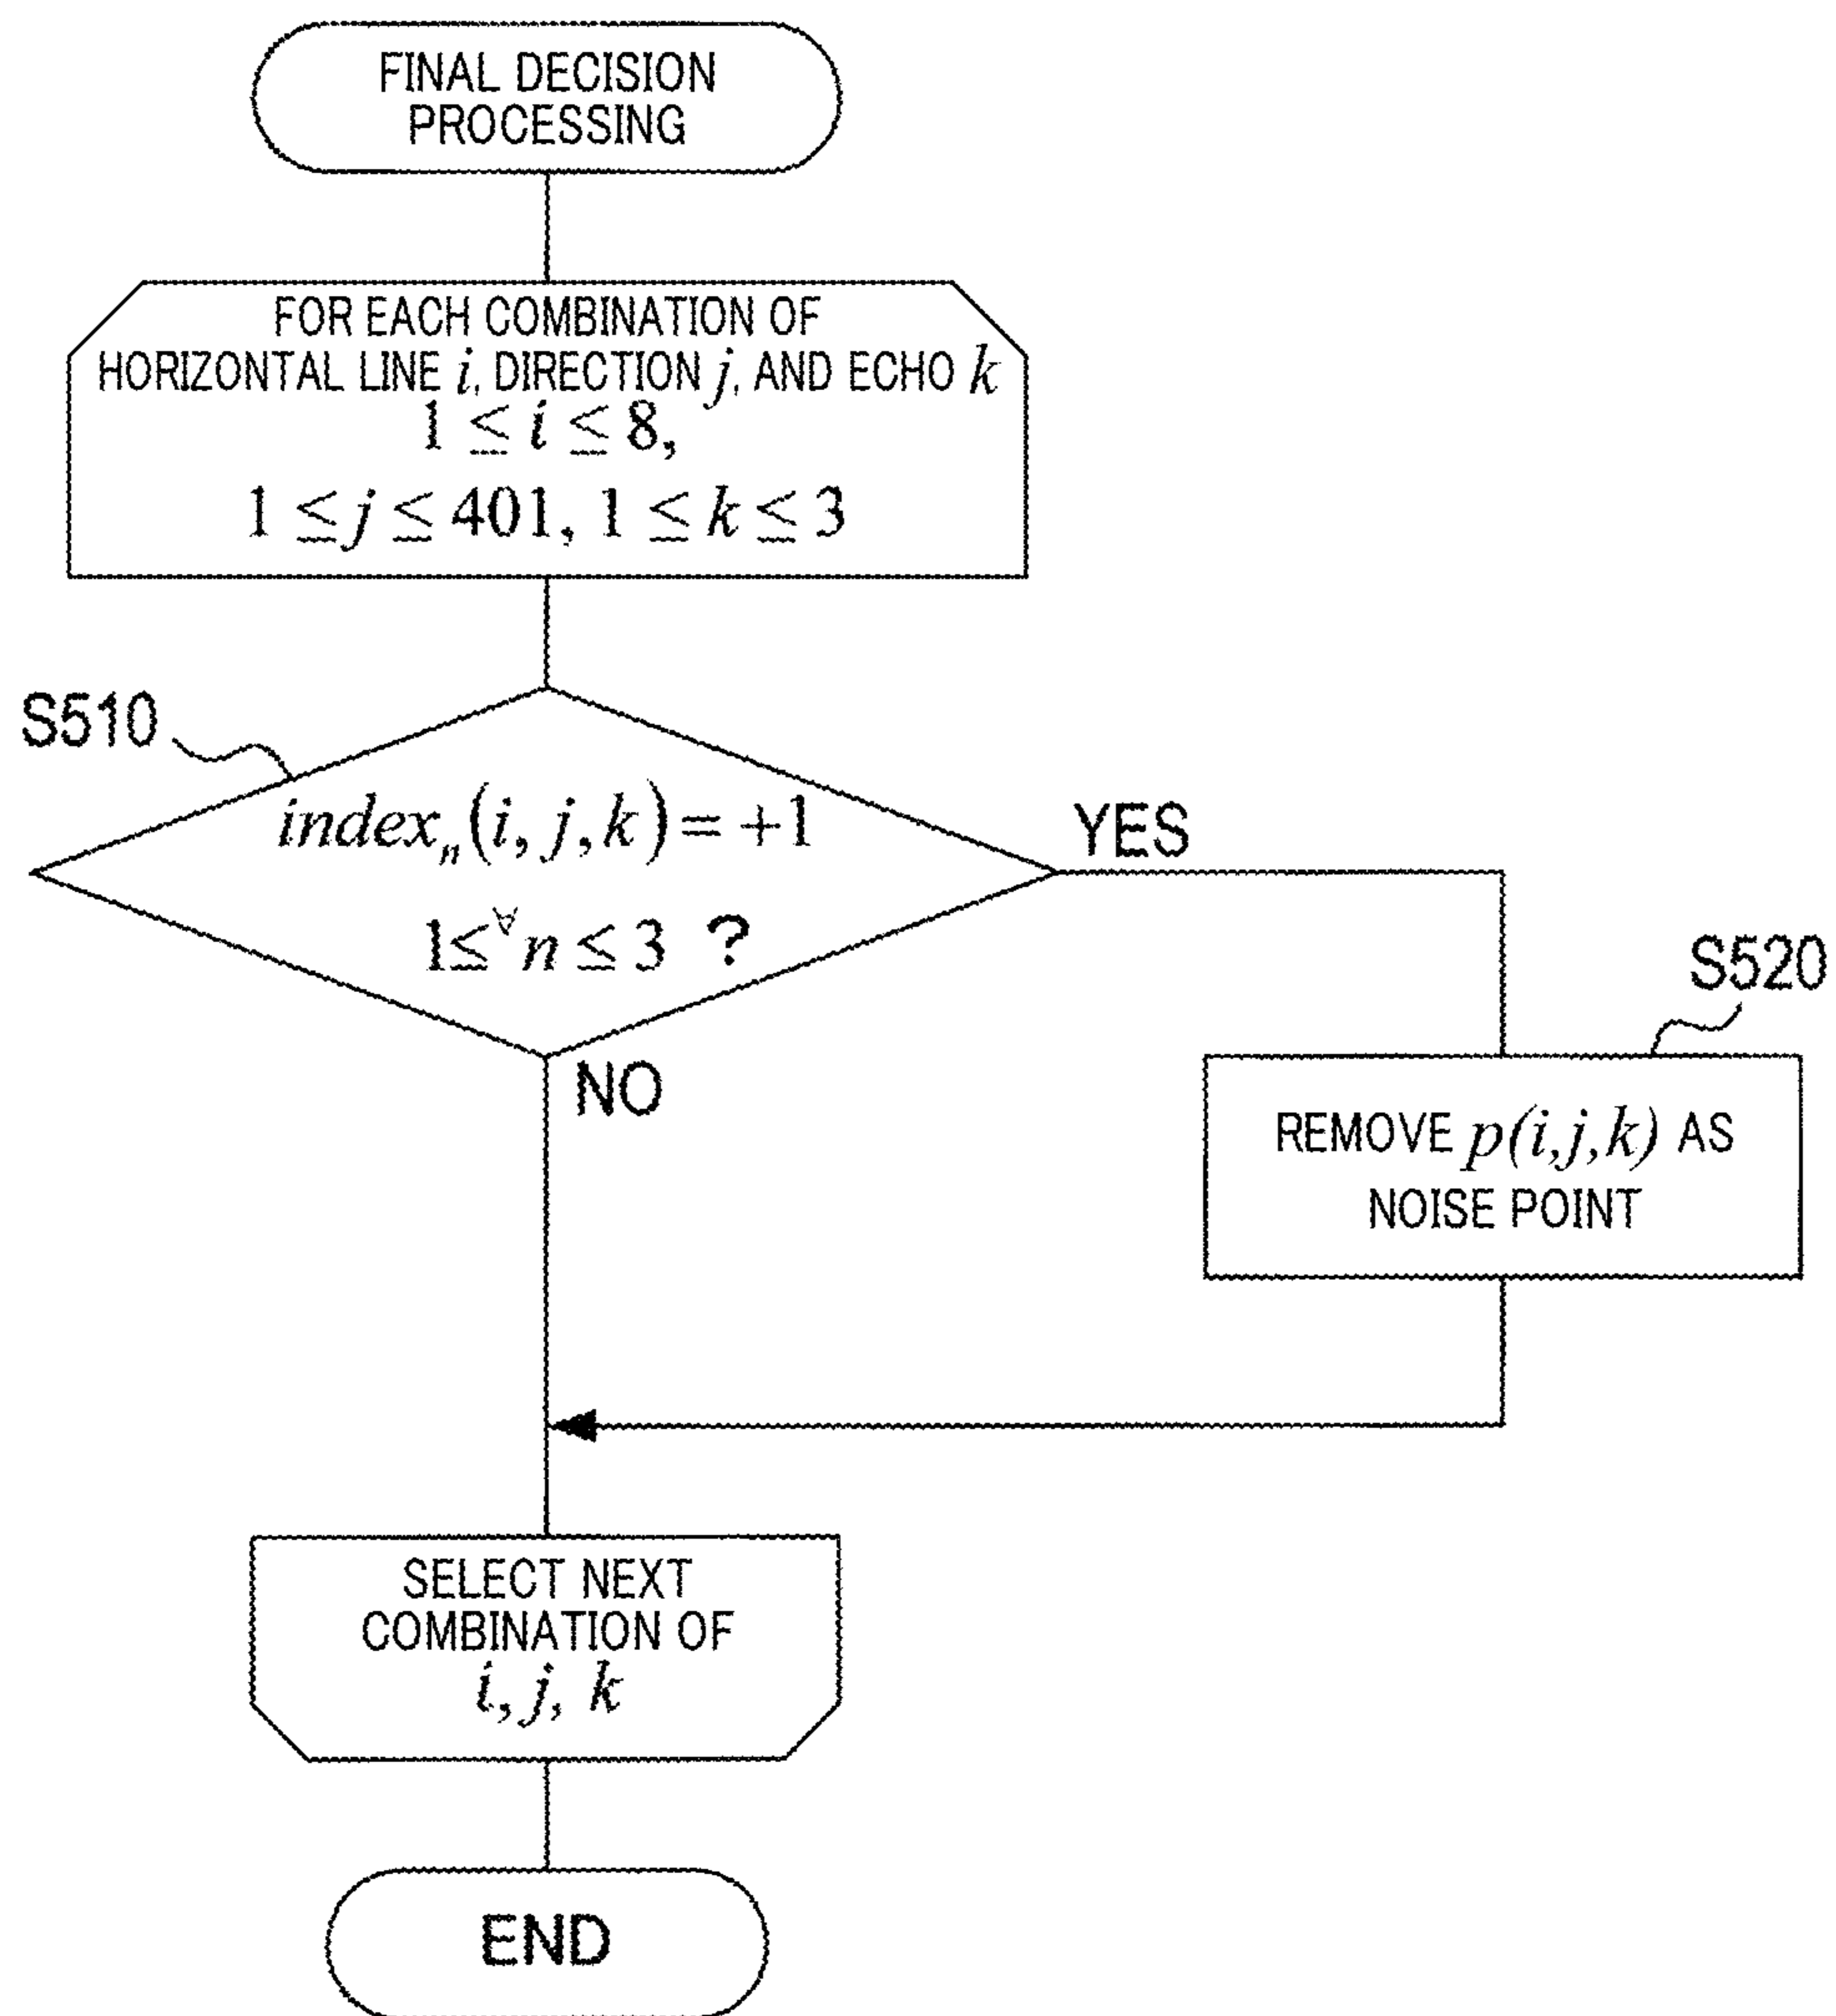 FINAL DECISION
PROCESSING
FOR EACH COMBINATION OF
HORIZONTAL LINE i, DIRECTION j, AND ECHO k
1 ≦ i ≦ 8,
1 ≦ j ≦ 401, 1 ≦ k ≦ 3
S510
indexₙ(i, j, k) = +1
1≦∀n ≦ 3 ?
YES
NO
S520
REMOVE p(i,j,k) AS
NOISE POINT
SELECT NEXT
COMBINATION OF
i, j, k
END